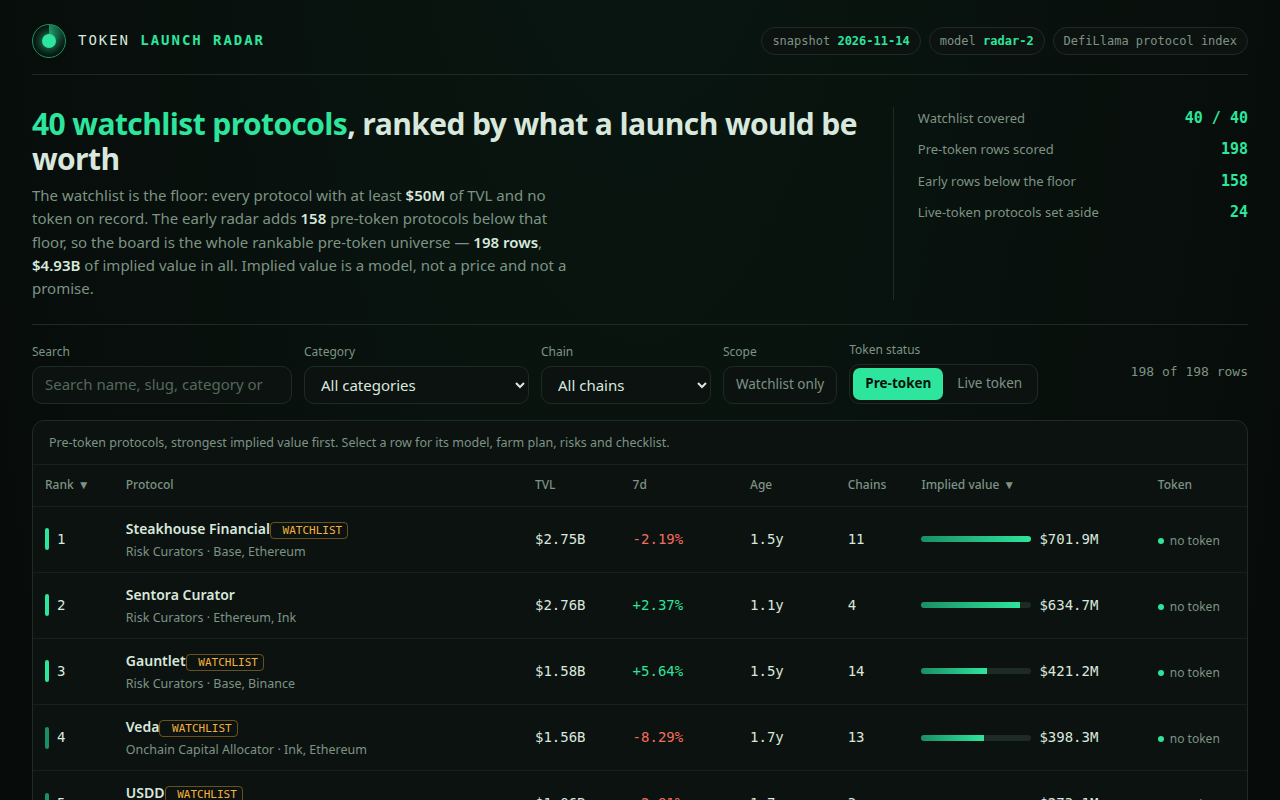 TOKEN LAUNCH RADAR
snapshot 2026-11-14
model radar-2
DefiLlama protocol index
40 watchlist protocols, ranked by what a launch would be
worth
The watchlist is the floor: every protocol with at least $50M of TVL and no
token on record. The early radar adds 158 pre-token protocols below that
floor, so the board is the whole rankable pre-token universe — 198 rows,
$4.93B of implied value in all. Implied value is a model, not a price and not a
promise.
Watchlist covered 40 / 40
Pre-token rows scored 198
Early rows below the floor 158
Live-token protocols set aside 24
Search
Category
Chain
Scope
Token status
Search name, slug, category or
All categories
All chains
Watchlist only
Pre-token
Live token
198 of 198 rows
Pre-token protocols, strongest implied value first. Select a row for its model, farm plan, risks and checklist.
Rank ▼ Protocol TVL 7d Age Chains Implied value ▼ Token
1 Steakhouse Financial WATCHLIST $2.75B -2.19% 1.5y 11 $701.9M no token
Risk Curators · Base, Ethereum
2 Sentora Curator $2.76B +2.37% 1.1y 4 $634.7M no token
Risk Curators · Ethereum, Ink
3 Gauntlet WATCHLIST $1.58B +5.64% 1.5y 14 $421.2M no token
Risk Curators · Base, Binance
4 Veda WATCHLIST $1.56B -8.29% 1.7y 13 $398.3M no token
Onchain Capital Allocator · Ink, Ethereum
USDD WATCHLIST